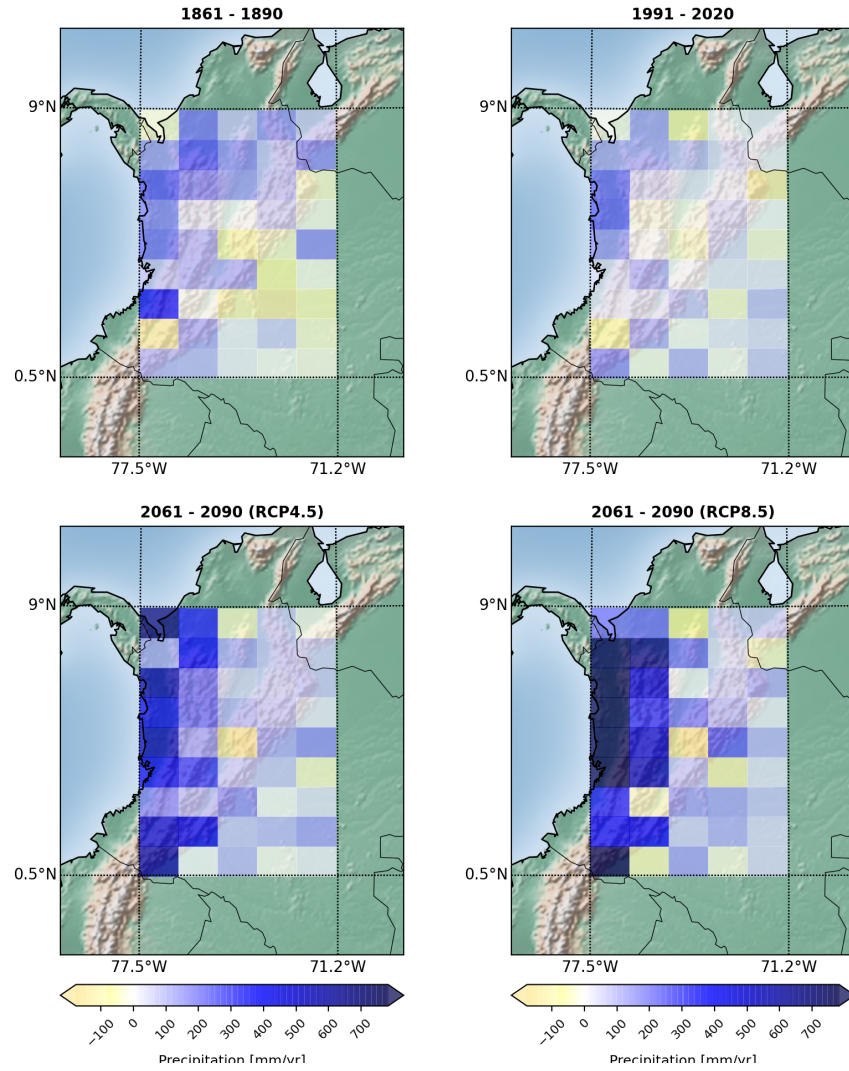 1861 - 1890
1991 - 2020
9°N
9°N
0.5°N
0.5°N
77.5°W 71.2°W
77.5°W 71.2°W
2061 - 2090 (RCP4.5)
2061 - 2090 (RCP8.5)
9°N
9°N
0.5°N
0.5°N
77.5°W 71.2°W
77.5°W 71.2°W
−100 0 100 200 300 400 500 600 700
−100 0 100 200 300 400 500 600 700
Precipitation [mm/yr]
Precipitation [mm/yr]